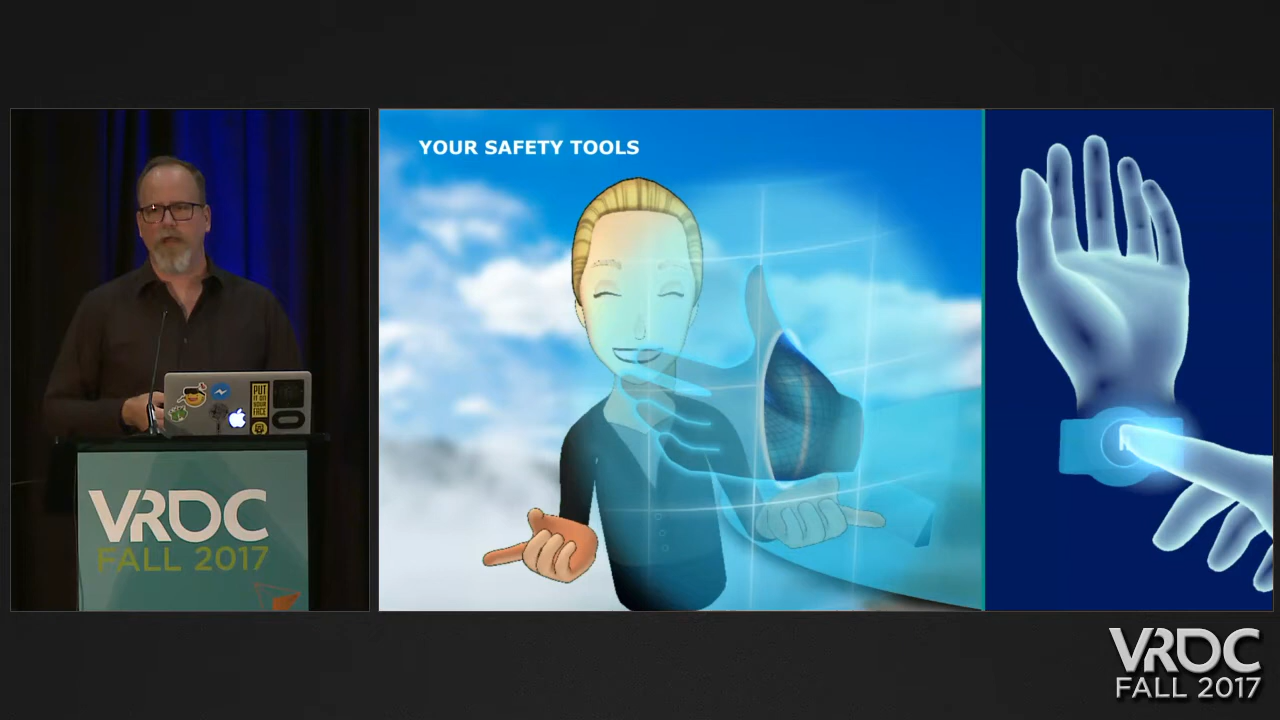 YOUR SAFETY TOOLS
PUT
IT ON
YOUR
FACE
VRDC
FALL 2017
VRDC
FALL 2017